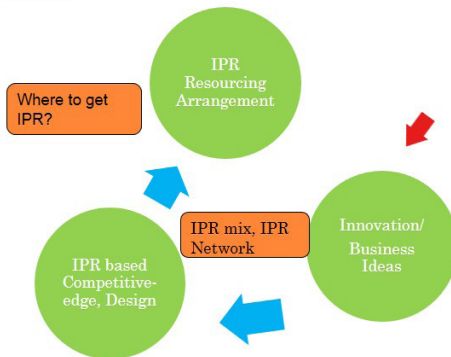 IPR
Resourcing
Arrangement
Where to get
IPR?
IPR mix, IPR
Network
Innovation/
Business
Ideas
IPR based
Competitive-
edge, Design